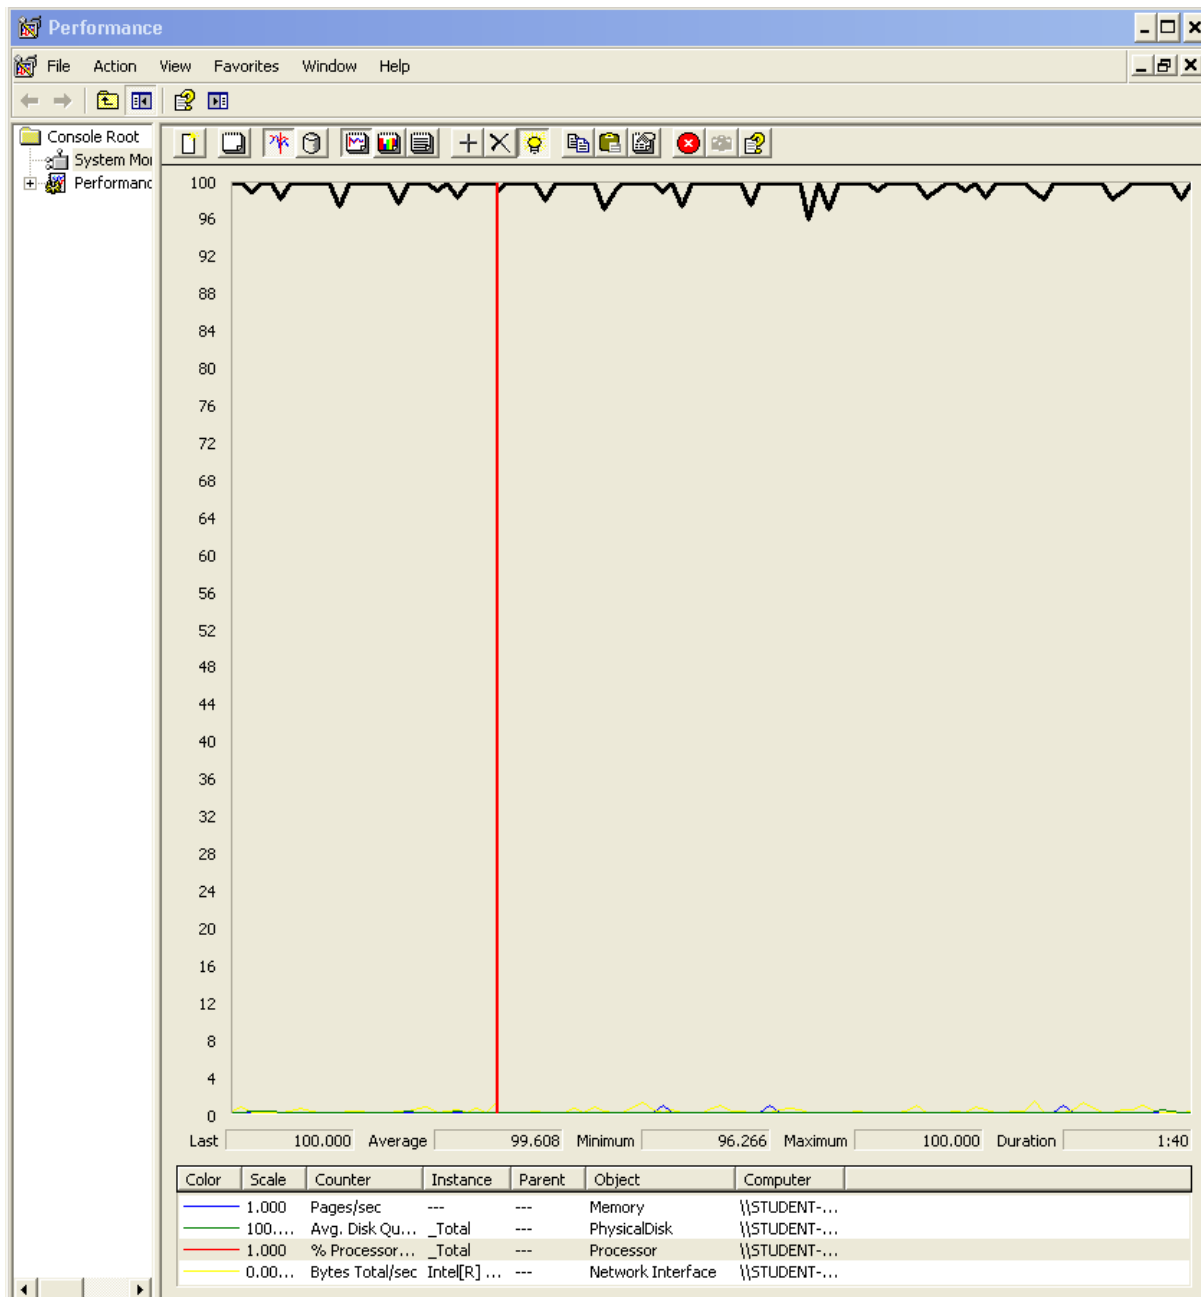 Performance
File Action View Favorites Window Help
Console Root
System Mo
Performanc
100
96
92
88
84
80
76
72
68
64
60
56
52
48
44
40
36
32
28
24
20
16
12
8
4
0
Last 100.000 Average 99.608 Minimum 96.266 Maximum 100.000 Duration 1:40
Color Scale Counter Instance Parent Object Computer
1.000 Pages/sec --- --- Memory \\STUDENT-...
100.... Avg. Disk Qu... _Total --- PhysicalDisk \\STUDENT-...
1.000 % Processor... _Total --- Processor \\STUDENT-...
0.00... Bytes Total/sec Intel[R] ... --- Network Interface \\STUDENT-...